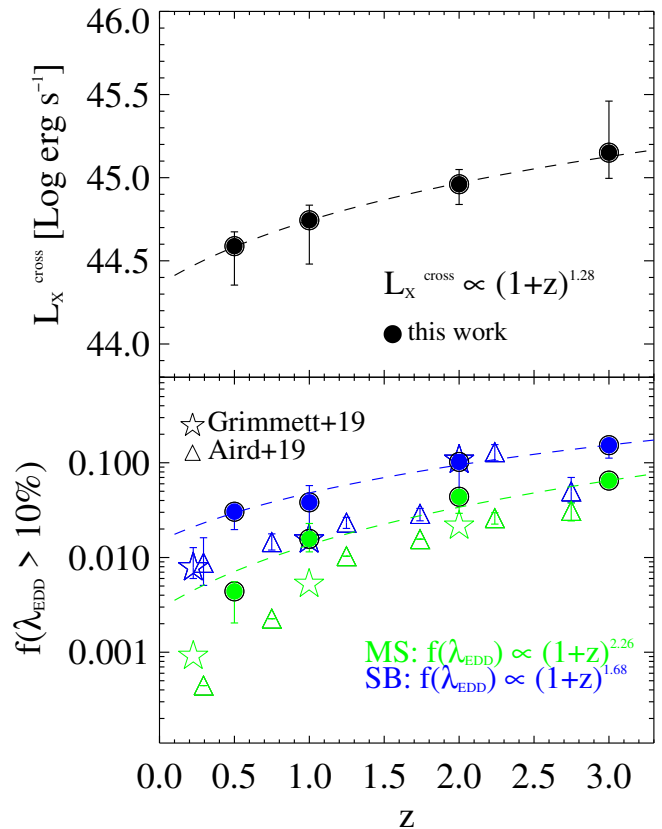 46.0
45.5
45.0
44.5
44.0
L_X^cross [Log erg s^-1]
L_X^cross ∝ (1+z)^1.28
this work
Grimmett+19
Aird+19
0.100
0.010
0.001
f(λ_EDD > 10%)
MS: f(λ_EDD) ∝ (1+z)^2.26
SB: f(λ_EDD) ∝ (1+z)^1.68
0.0 0.5 1.0 1.5 2.0 2.5 3.0
z